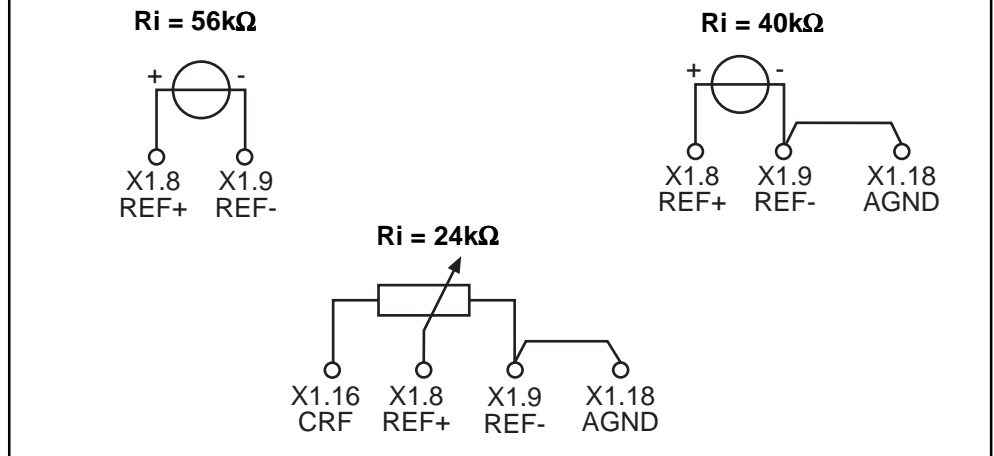 Ri = 56kΩ
+ -
X1.8 X1.9
REF+ REF-
Ri = 40kΩ
+ -
X1.8 X1.9 X1.18
REF+ REF- AGND
Ri = 24kΩ
X1.16 X1.8 X1.9 X1.18
CRF REF+ REF- AGND